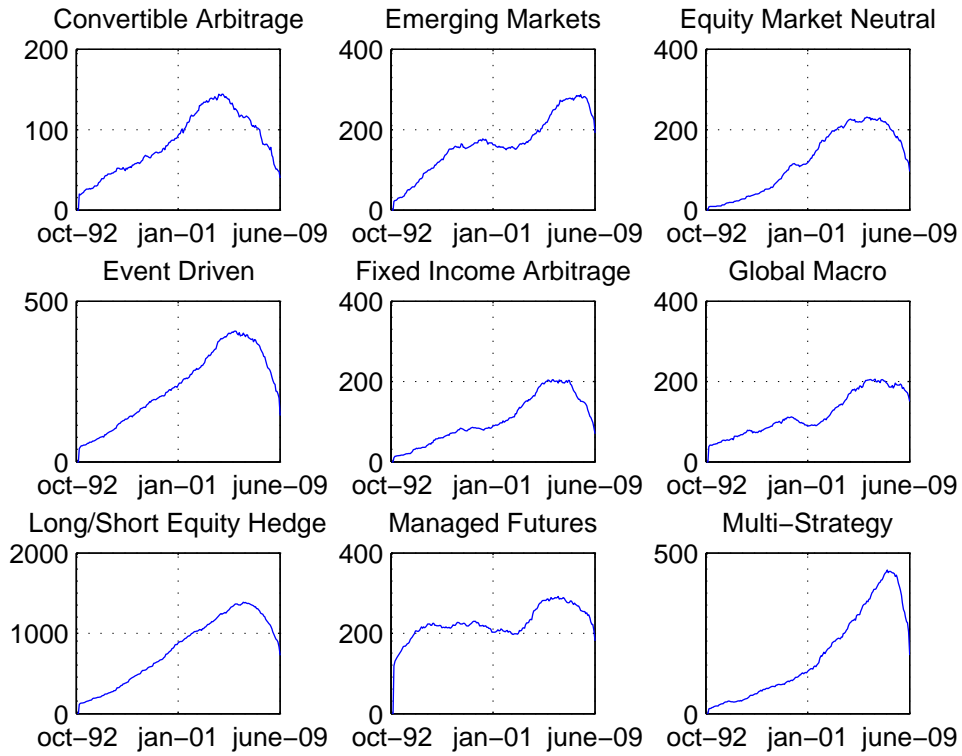 Convertible Arbitrage Emerging Markets Equity Market Neutral
200 400 400
100 200 200
0 0 0
oct−92 jan−01 june−09 oct−92 jan−01 june−09 oct−92 jan−01 june−09
Event Driven Fixed Income Arbitrage Global Macro
500 400 400
200 200
0 0 0
oct−92 jan−01 june−09 oct−92 jan−01 june−09 oct−92 jan−01 june−09
Long/Short Equity Hedge Managed Futures Multi−Strategy
2000 400 500
1000 200
0 0 0
oct−92 jan−01 june−09 oct−92 jan−01 june−09 oct−92 jan−01 june−09